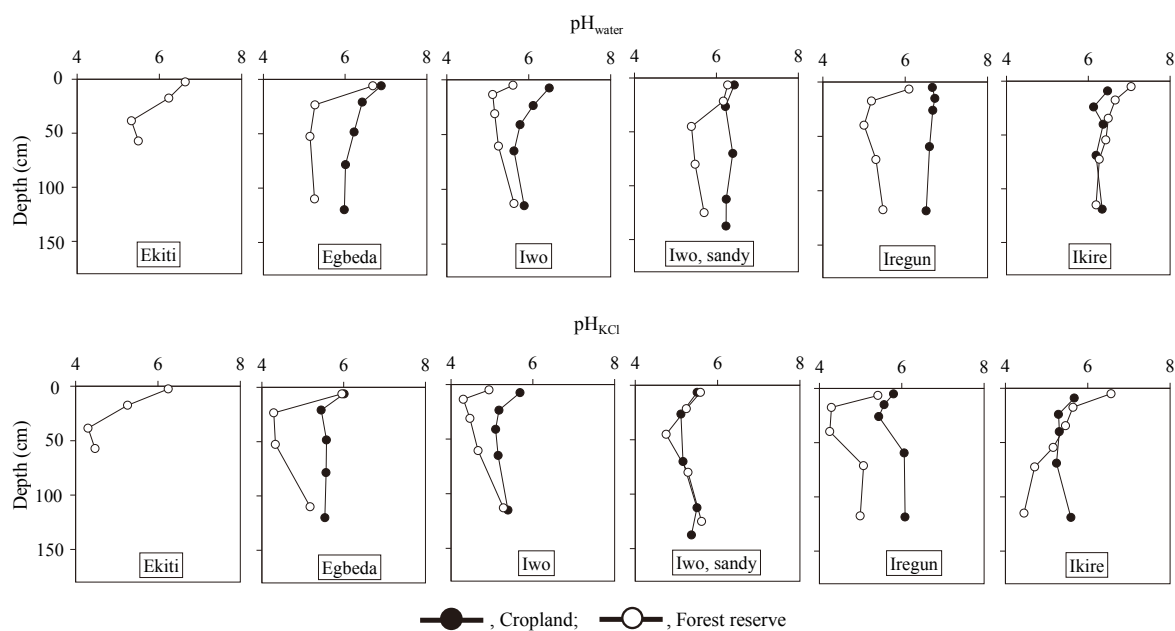 pHwater
4 6 8 4 6 8 4 6 8 4 6 8 4 6 8 4 6 8
0
50
100
150
Depth (cm)
Ekiti Egbeda Iwo Iwo, sandy Iregun Ikire
pHKCl
4 6 8 4 6 8 4 6 8 4 6 8 4 6 8 4 6 8
0
50
100
150
Depth (cm)
Ekiti Egbeda Iwo Iwo, sandy Iregun Ikire
, Cropland; , Forest reserve